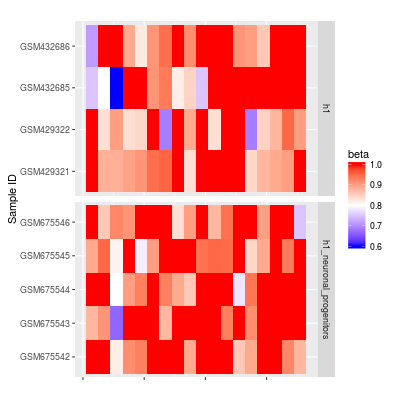 GSM432686
GSM432685
GSM429322
GSM429321
h1
GSM675546
GSM675545
GSM675544
GSM675543
GSM675542
h1_neuronal_progenitors
Sample ID
beta
1.0
0.9
0.8
0.7
0.6